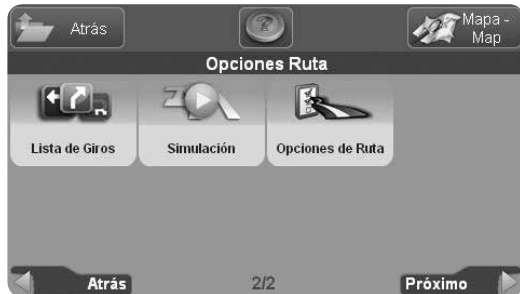 Atrás
Mapa -
Map
Opciones Ruta
Lista de Giros
Simulación
Opciones de Ruta
Atrás
2/2
Próximo